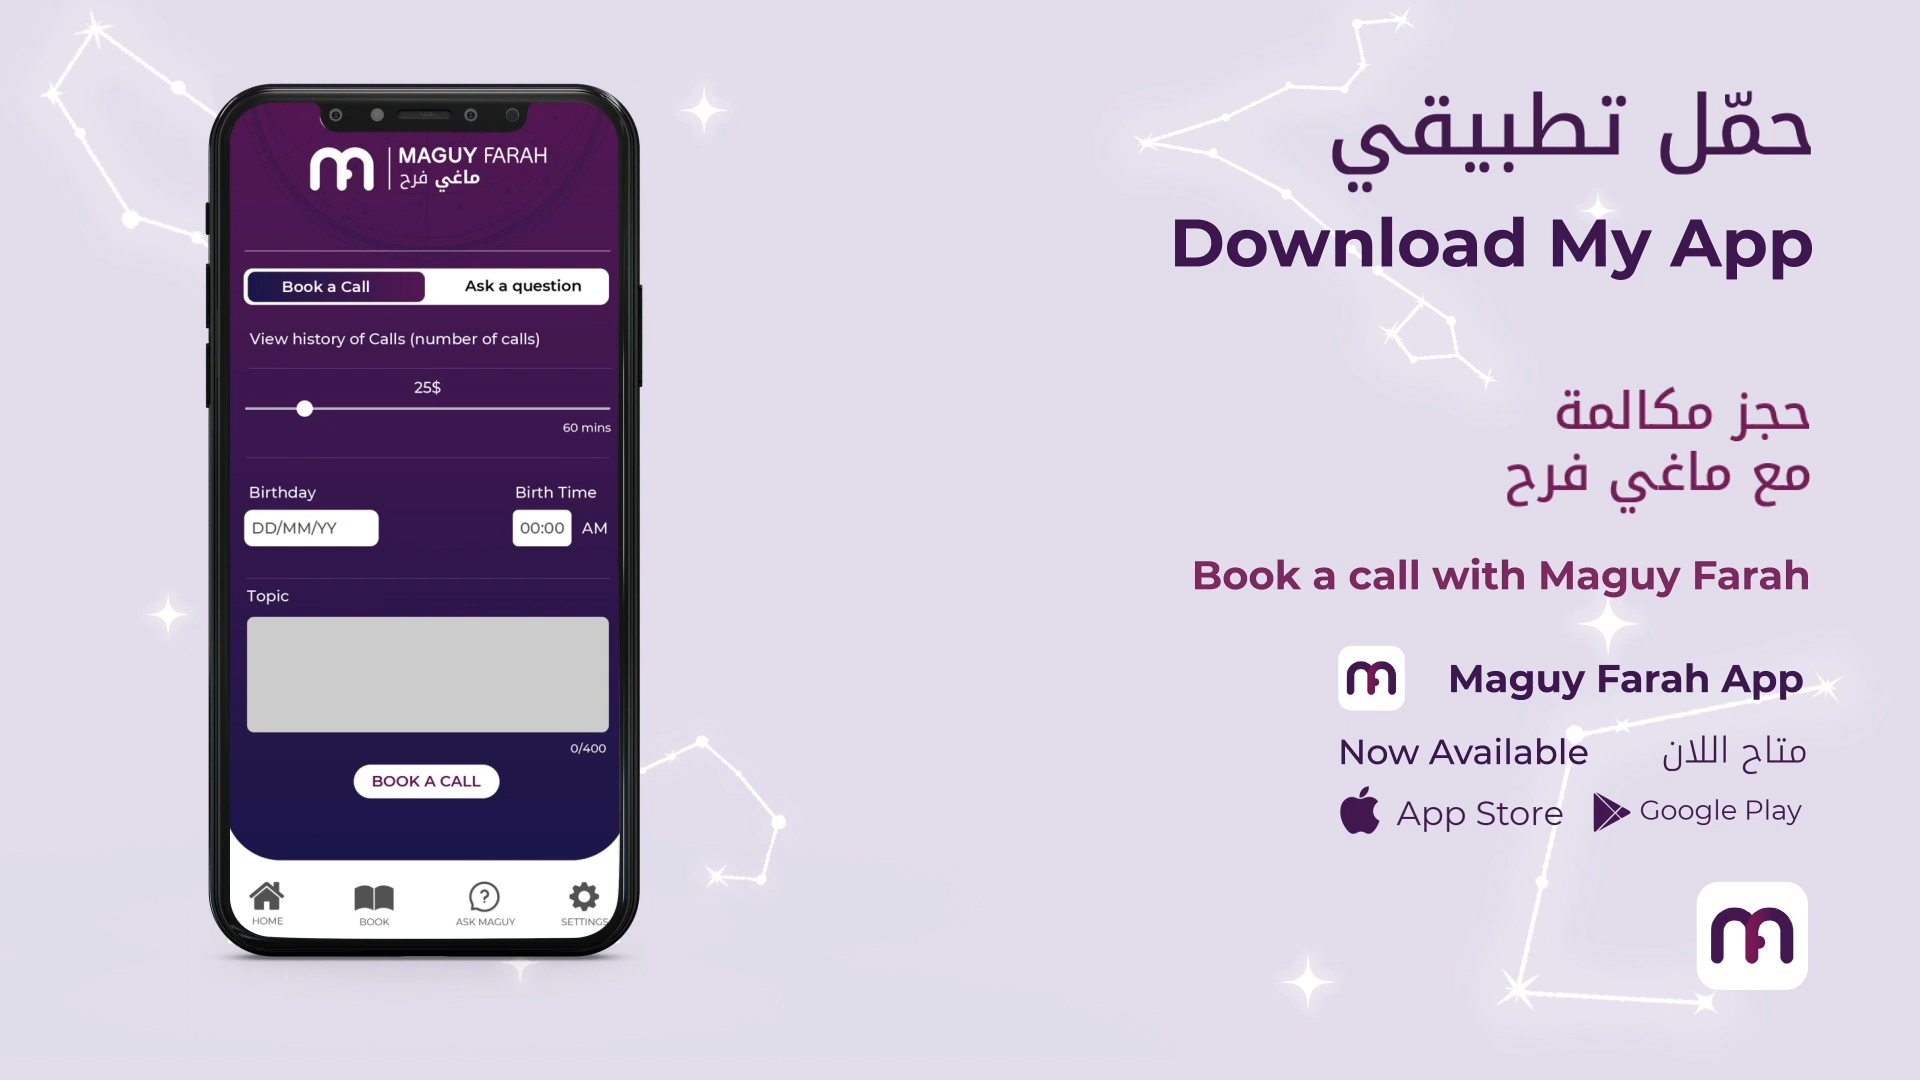 MAGUY FARAH
ماغي فرح
Book a Call
Ask a question
View history of Calls (number of calls)
25$
60 mins
Birthday
Birth Time
DD/MM/YY
00:00 AM
Topic
0/400
BOOK A CALL
HOME
BOOK
ASK MAGUY
SETTINGS
حمّل تطبيقي
Download My App
حجز مكالمة
مع ماغي فرح
Book a call with Maguy Farah
Maguy Farah App
Now Available
متاح اللان
App Store
Google Play